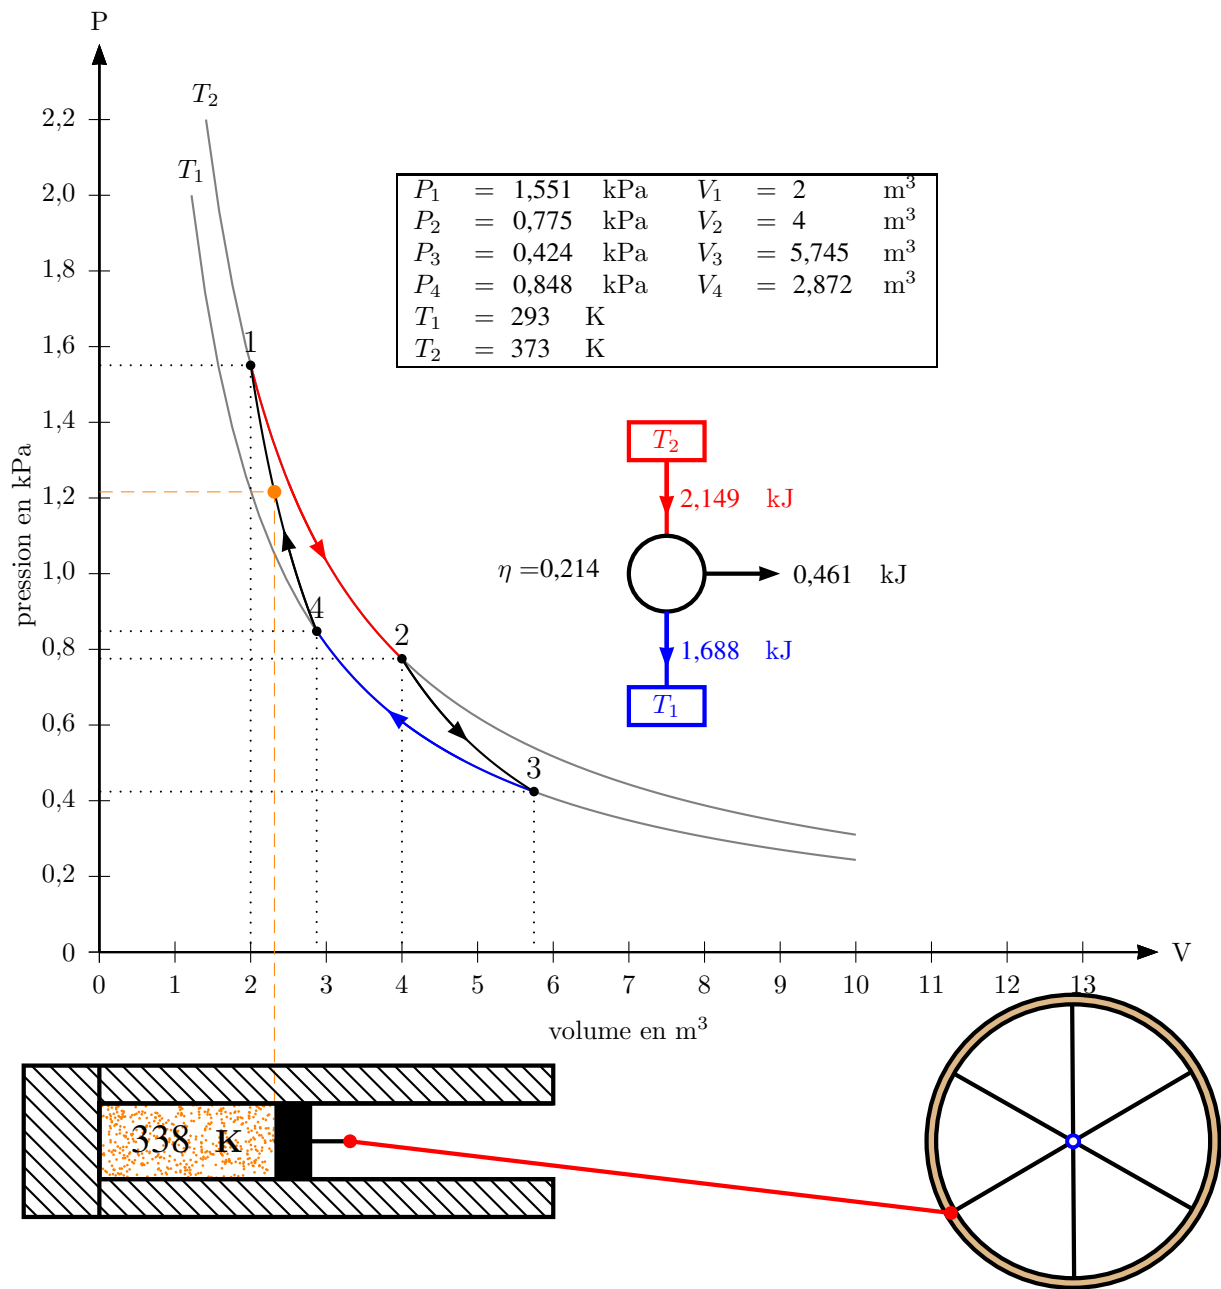 P
T₂
2,2
T₁
2,0
P₁ = 1,551 kPa V₁ = 2 m³
P₂ = 0,775 kPa V₂ = 4 m³
P₃ = 0,424 kPa V₃ = 5,745 m³
P₄ = 0,848 kPa V₄ = 2,872 m³
T₁ = 293 K
T₂ = 373 K
1,8
1,6
1
1,4
T₂
pression en kPa
1,2
2,149 kJ
η =0,214
0,461 kJ
1,0
4
2
0,8
1,688 kJ
T₁
0,6
3
0,4
0,2
0
V
0 1 2 3 4 5 6 7 8 9 10 11 12 13
volume en m³
338 K